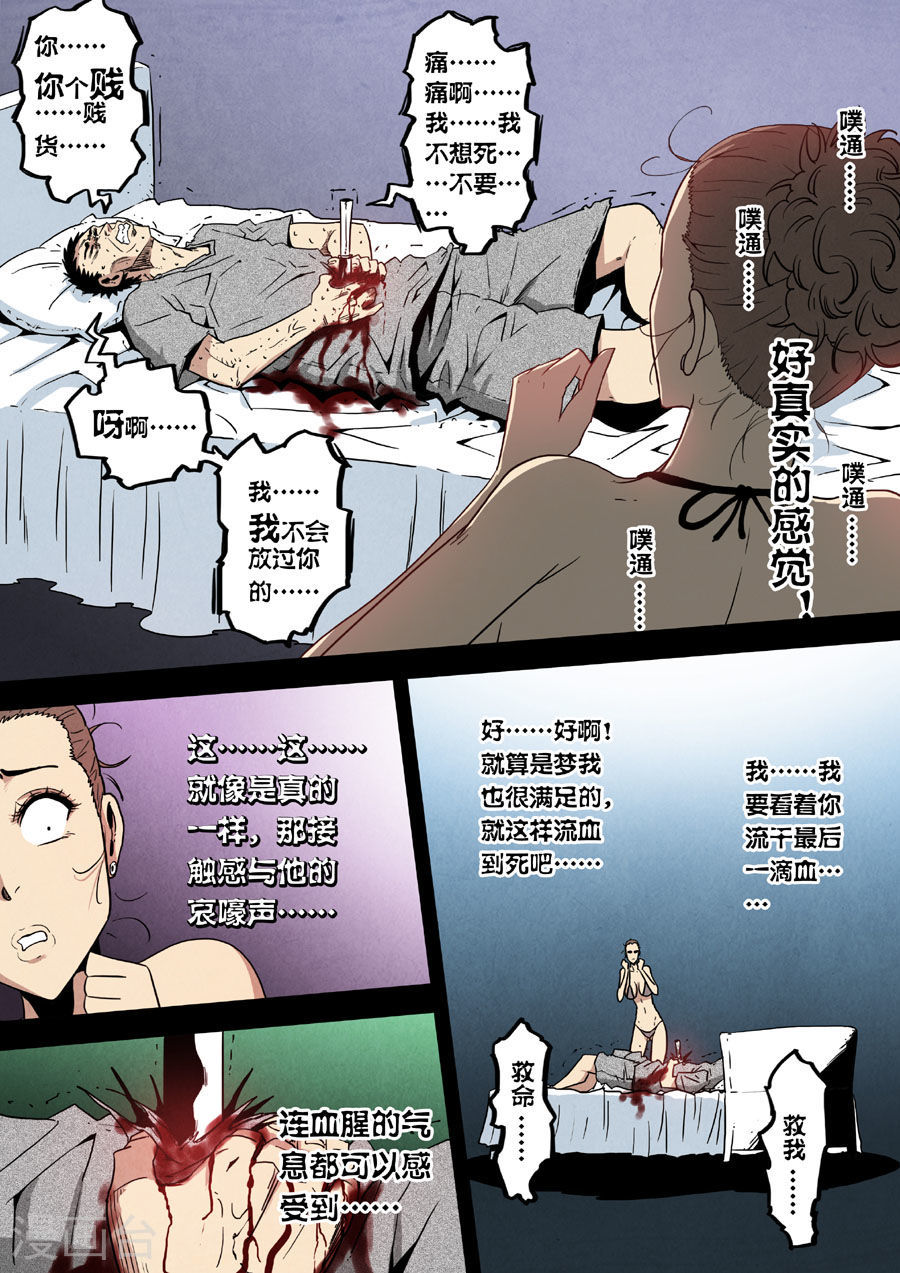 你……
你个贱
……贱
货……
痛……
痛啊……
我……我
不想死…
…不要…
…
噗通……
噗通……
好真实的感觉！
呀啊……
我……
我不会
放过你
的……
噗通……
噗通……
这……这……
就像是真的
一样，那接
触感与他的
哀嚎声……
好……好啊！
就算是梦我
也很满足的，
就这样流血
到死吧……
我……我
要看着你
流干最后
一滴血…
…
连血腥的气
息都可以感
受到……
救命……
救我……
漫画台